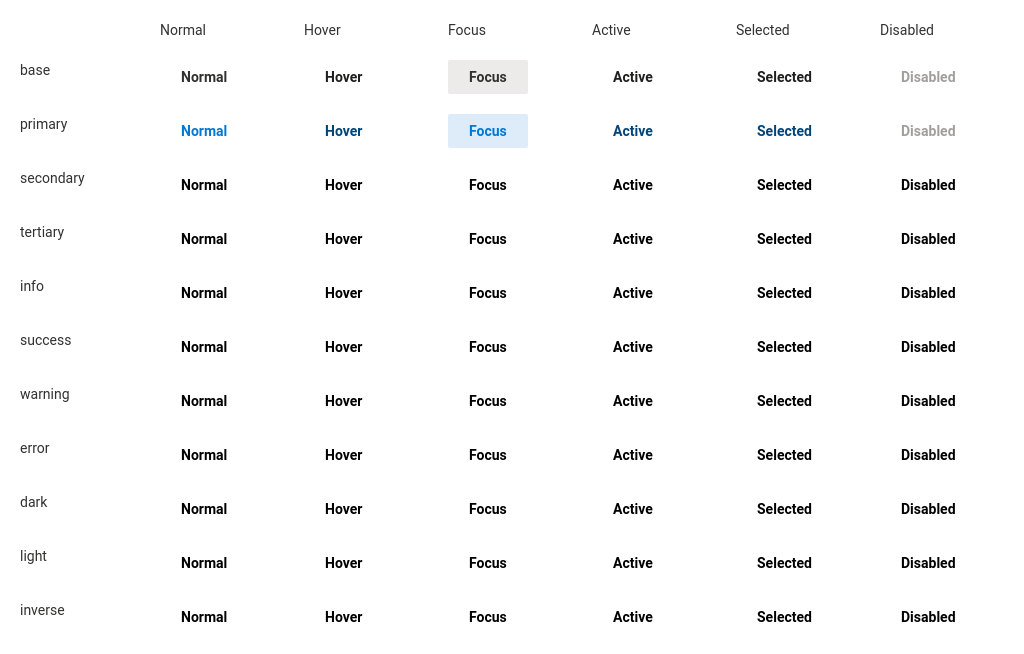 Normal Hover Focus Active Selected Disabled
base Normal Hover Focus Active Selected Disabled
primary Normal Hover Focus Active Selected Disabled
secondary Normal Hover Focus Active Selected Disabled
tertiary Normal Hover Focus Active Selected Disabled
info Normal Hover Focus Active Selected Disabled
success Normal Hover Focus Active Selected Disabled
warning Normal Hover Focus Active Selected Disabled
error Normal Hover Focus Active Selected Disabled
dark Normal Hover Focus Active Selected Disabled
light Normal Hover Focus Active Selected Disabled
inverse Normal Hover Focus Active Selected Disabled